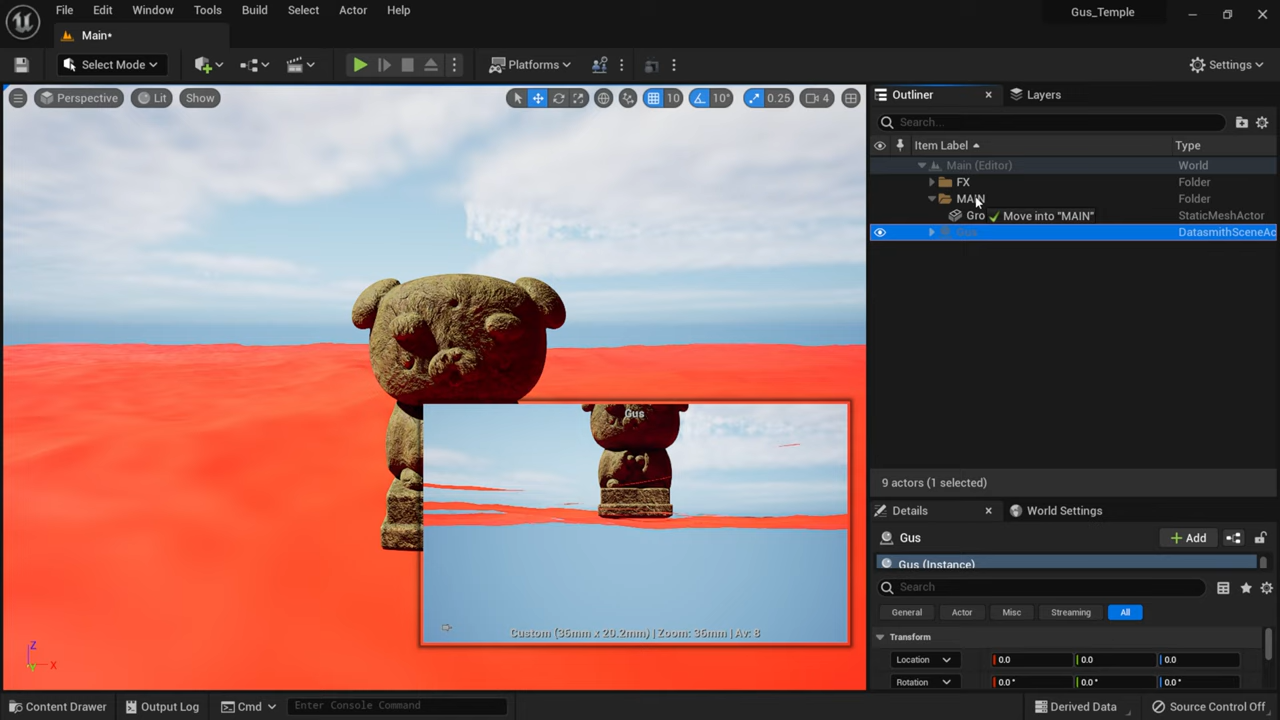 File Edit Window Tools Build Select Actor Help Gus_Temple
Main*
Select Mode Platforms Settings
Perspective Lit Show 10 10° 0.25 4
Outliner Layers
Search...
Item Label Type
Main (Editor) World
FX Folder
MAIN Folder
Gro Move into "MAIN" StaticMeshActor
Gus DatasmithSceneAc
Gus
Custom (36mm x 20.2mm) | Zoom: 36mm | Av: 8
Z
Y X
9 actors (1 selected)
Details World Settings
Gus Add
Gus (Instance)
Search
General Actor Misc Streaming All
Transform
Location 0.0 0.0 0.0
Rotation 0.0° 0.0° 0.0°
Content Drawer Output Log Cmd Enter Console Command Derived Data Source Control Off